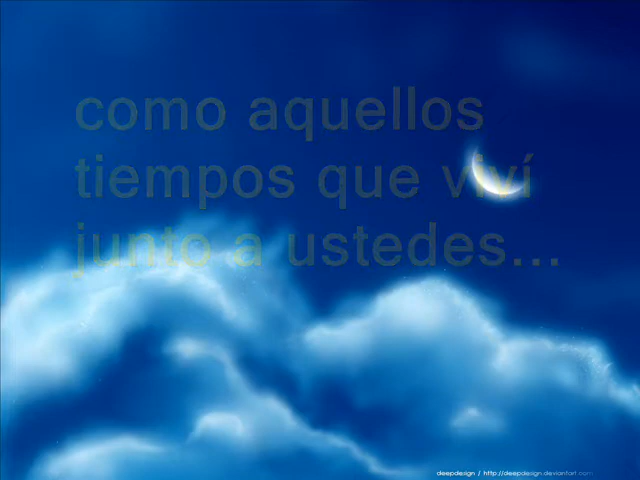 como aquellos
tiempos que viví
junto a ustedes...
deepdesign / http://deepdesign.deviantart.com